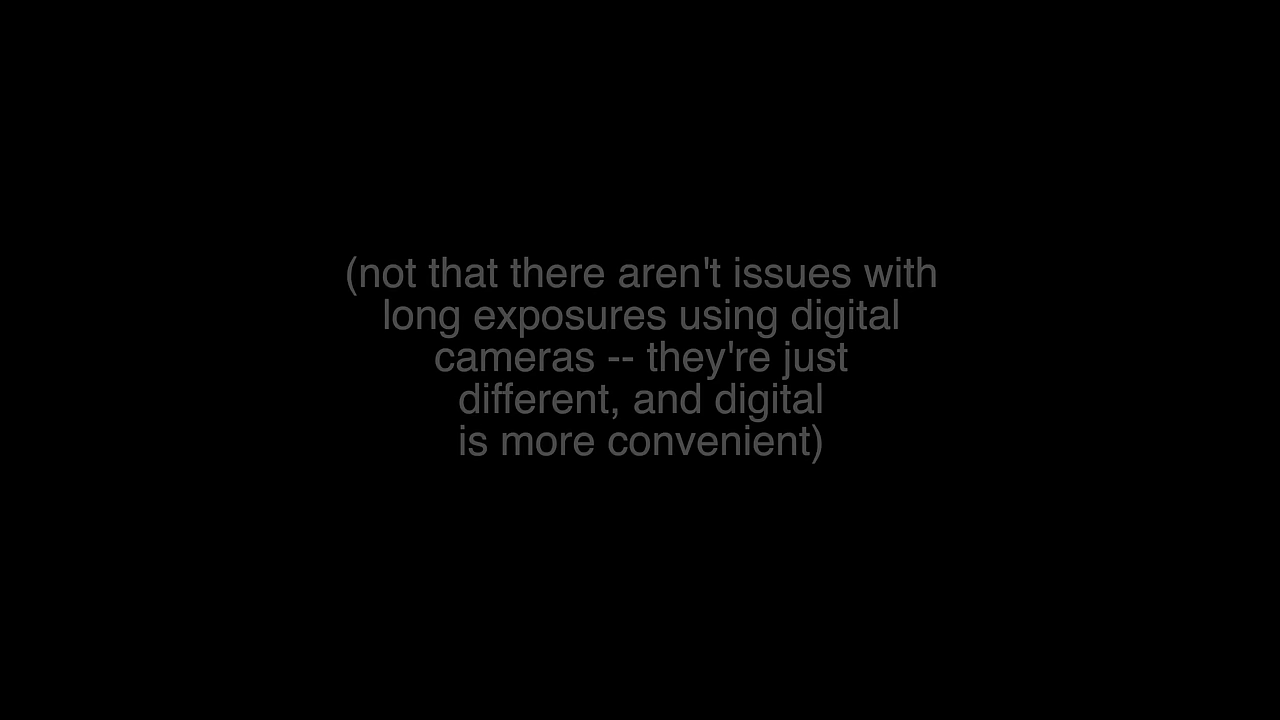 (not that there aren't issues with
long exposures using digital
cameras -- they're just
different, and digital
is more convenient)